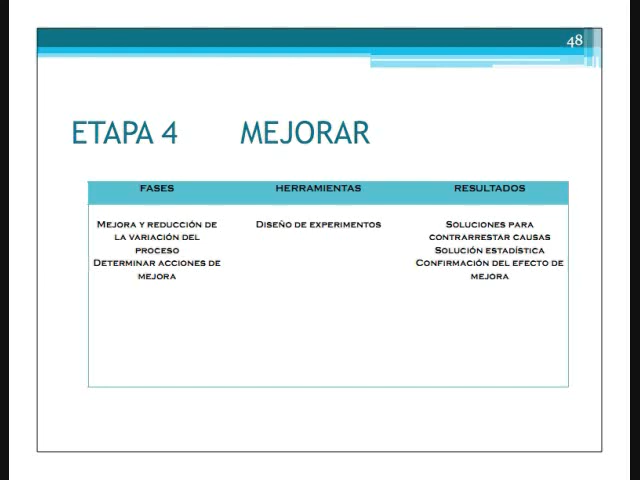 48
ETAPA 4 MEJORAR
FASES HERRAMIENTAS RESULTADOS
MEJORA Y REDUCCIÓN DE
LA VARIACIÓN DEL
PROCESO
DETERMINAR ACCIONES DE
MEJORA
DISEÑO DE EXPERIMENTOS
SOLUCIONES PARA
CONTRARRESTAR CAUSAS
SOLUCIÓN ESTADÍSTICA
CONFIRMACIÓN DEL EFECTO DE
MEJORA